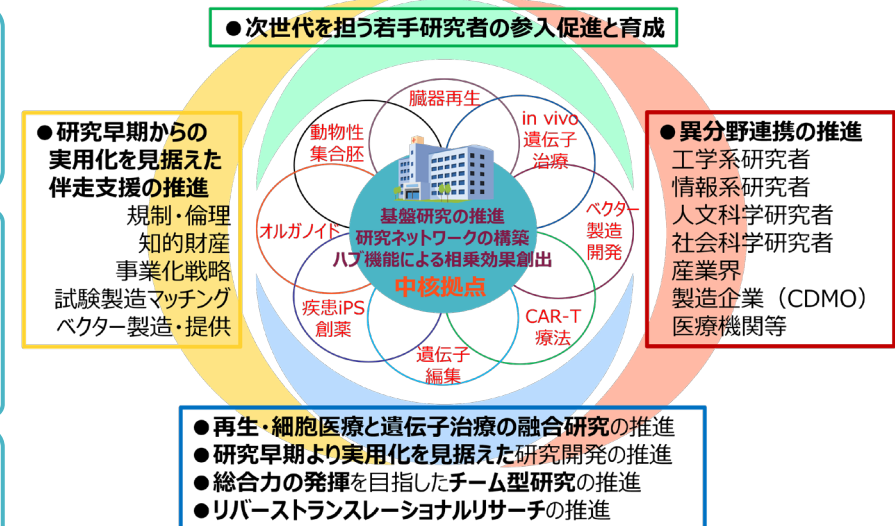 ●次世代を担う若手研究者の参入促進と育成
●研究早期からの
実用化を見据えた
伴走支援の推進
規制・倫理
知的財産
事業化戦略
試験製造マッチング
ベクター製造・提供
臓器再生
in vivo
遺伝子
治療
ベクター
製造
開発
CAR-T
療法
遺伝子
編集
疾患iPS
創薬
オルガノイド
動物性
集合胚
基盤研究の推進
研究ネットワークの構築
ハブ機能による相乗効果創出
中核拠点
●異分野連携の推進
工学系研究者
情報系研究者
人文科学研究者
社会科学研究者
産業界
製造企業（CDMO）
医療機関等
●再生・細胞医療と遺伝子治療の融合研究の推進
●研究早期より実用化を見据えた研究開発の推進
●総合力の発揮を目指したチーム型研究の推進
●リバーストランスレーショナルリサーチの推進